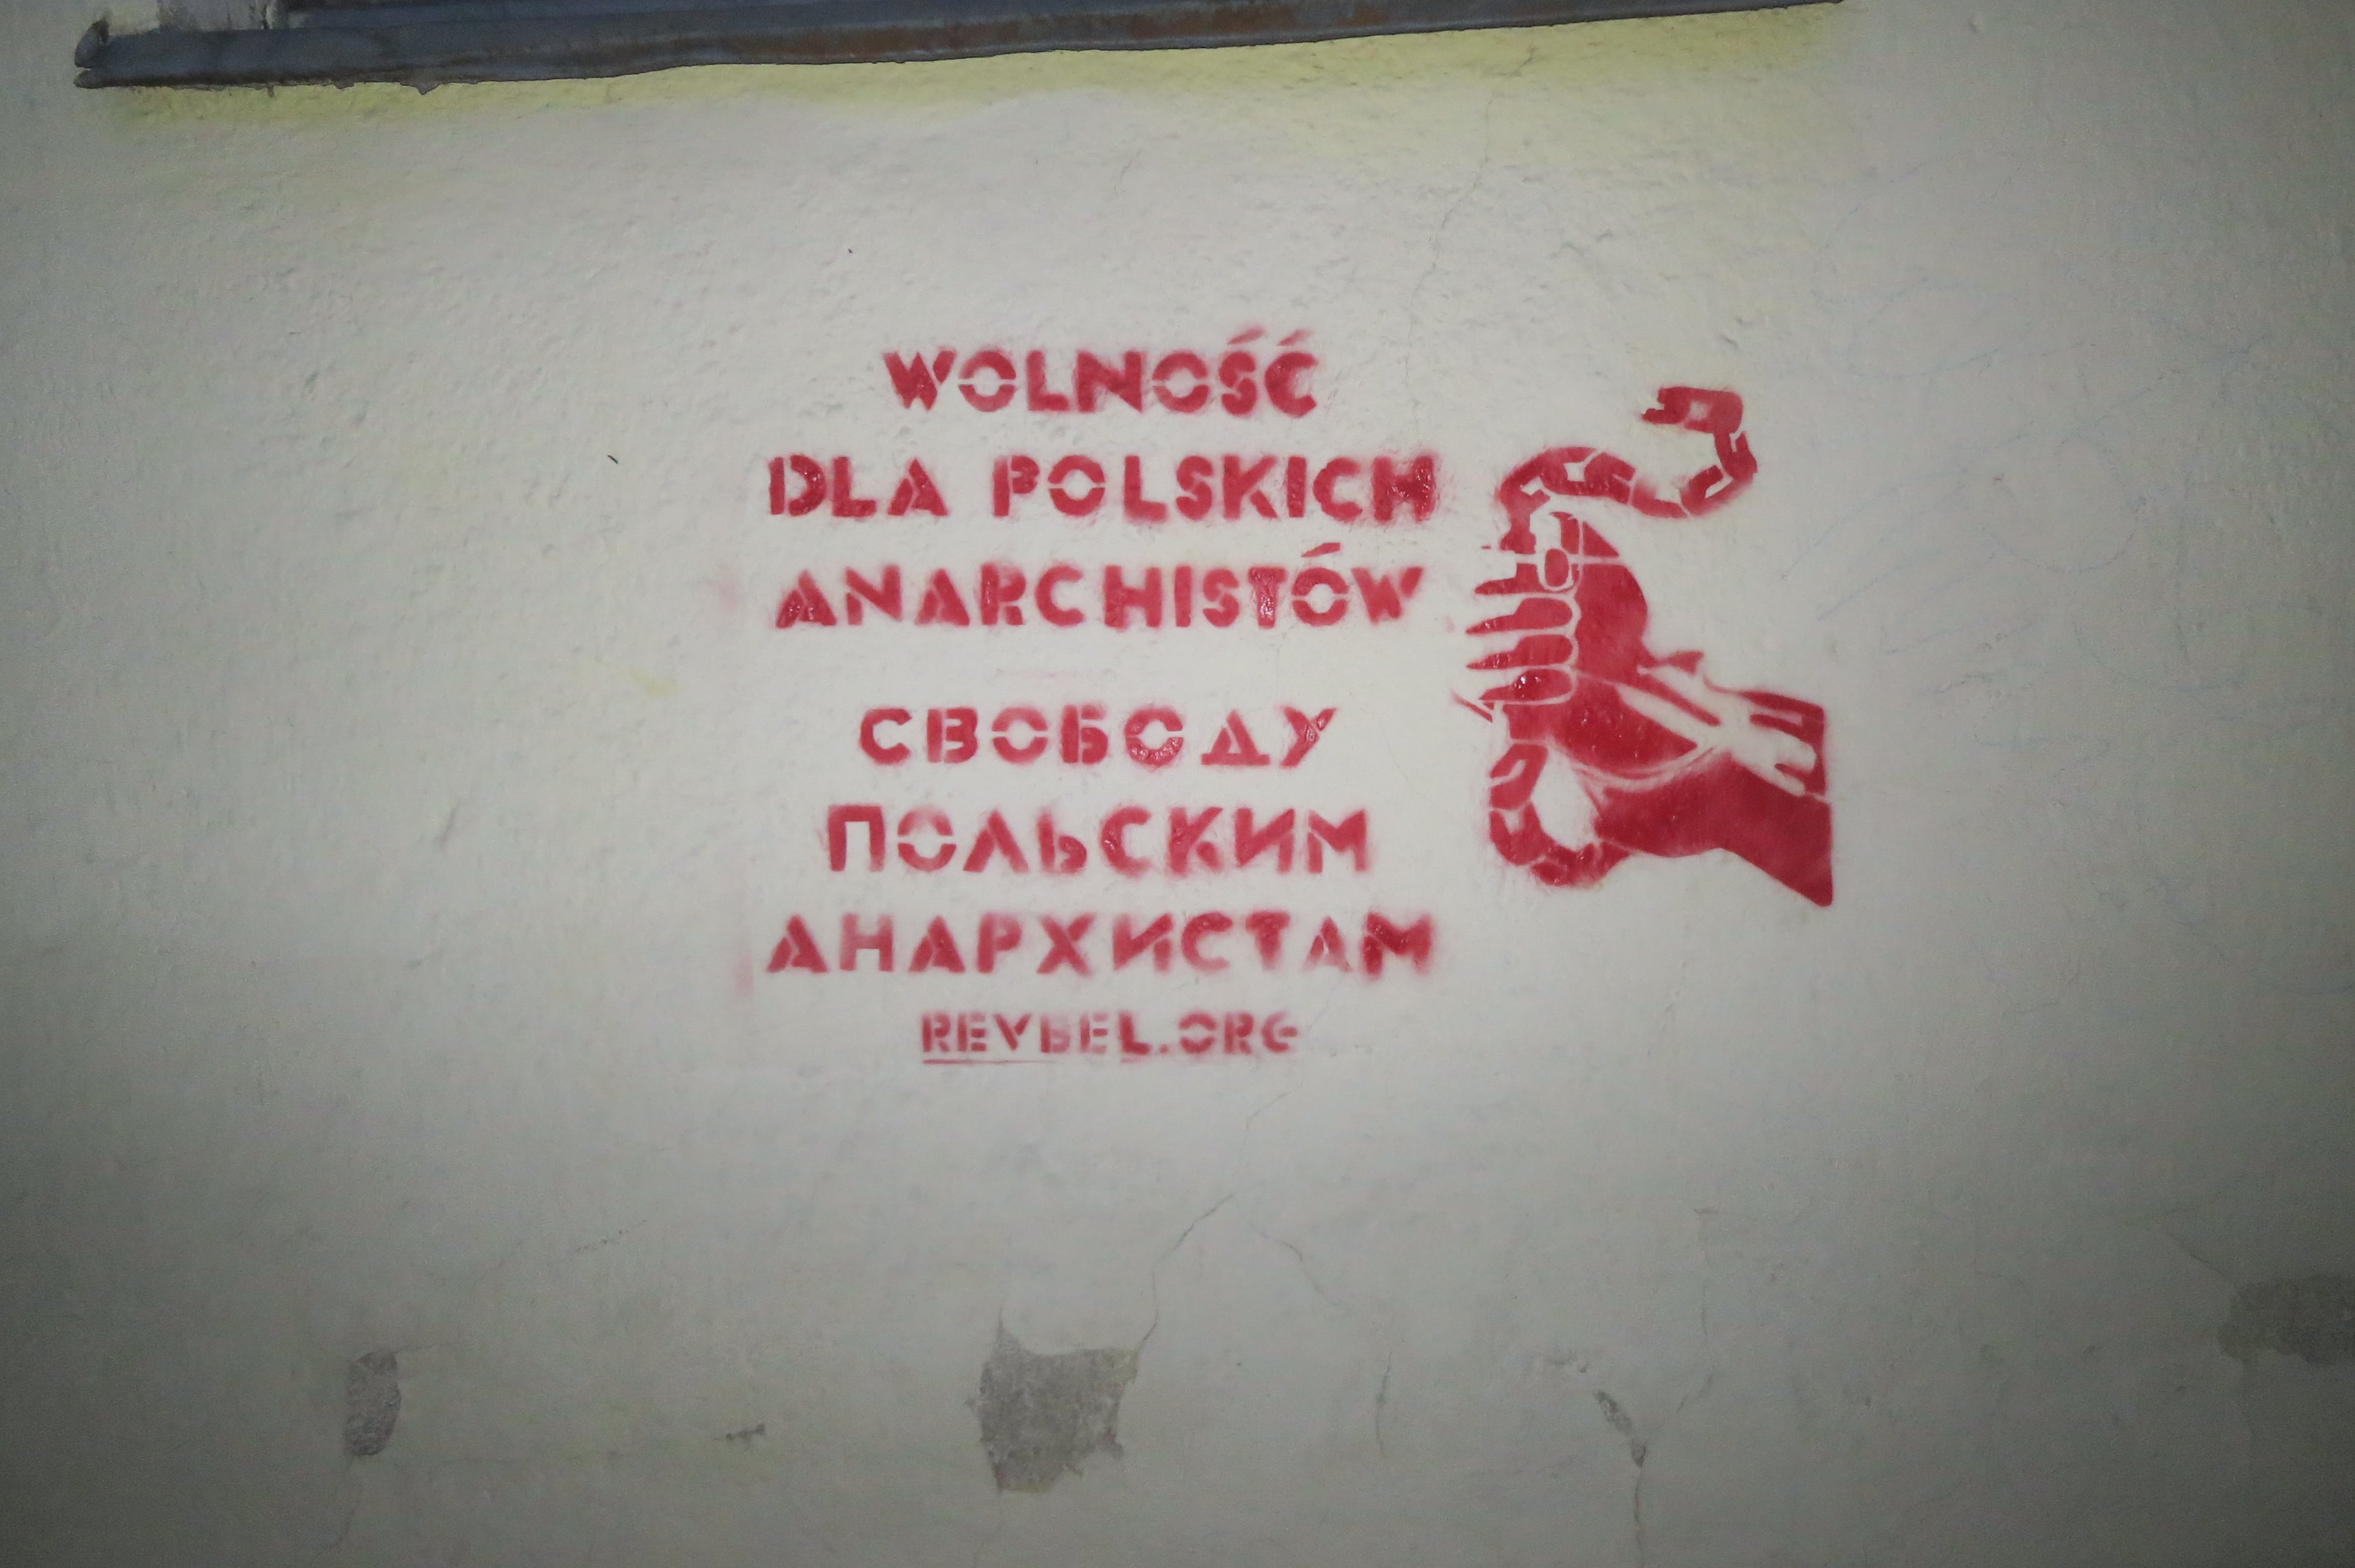 WOLNOŚĆ
DLA POLSKICH
ANARCHISTÓW
СВОБОДУ
ПОЛЬСКИМ
АНАРХИСТАМ
REVBEL.ORG